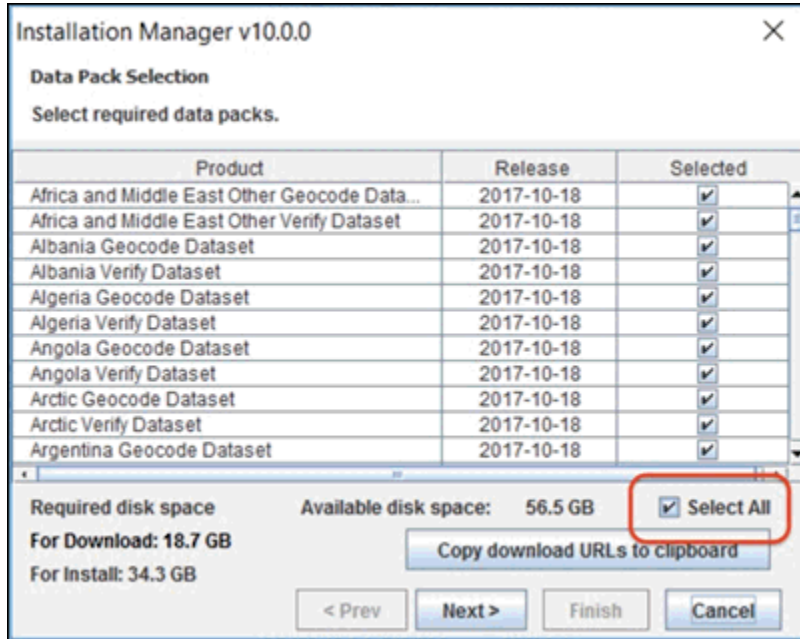 Installation Manager v10.0.0
Data Pack Selection
Select required data packs.
Product Release Selected
Africa and Middle East Other Geocode Data... 2017-10-18
Africa and Middle East Other Verify Dataset 2017-10-18
Albania Geocode Dataset 2017-10-18
Albania Verify Dataset 2017-10-18
Algeria Geocode Dataset 2017-10-18
Algeria Verify Dataset 2017-10-18
Angola Geocode Dataset 2017-10-18
Angola Verify Dataset 2017-10-18
Arctic Geocode Dataset 2017-10-18
Arctic Verify Dataset 2017-10-18
Argentina Geocode Dataset 2017-10-18
Required disk space Available disk space: 56.5 GB Select All
For Download: 18.7 GB Copy download URLs to clipboard
For Install: 34.3 GB
< Prev Next > Finish Cancel